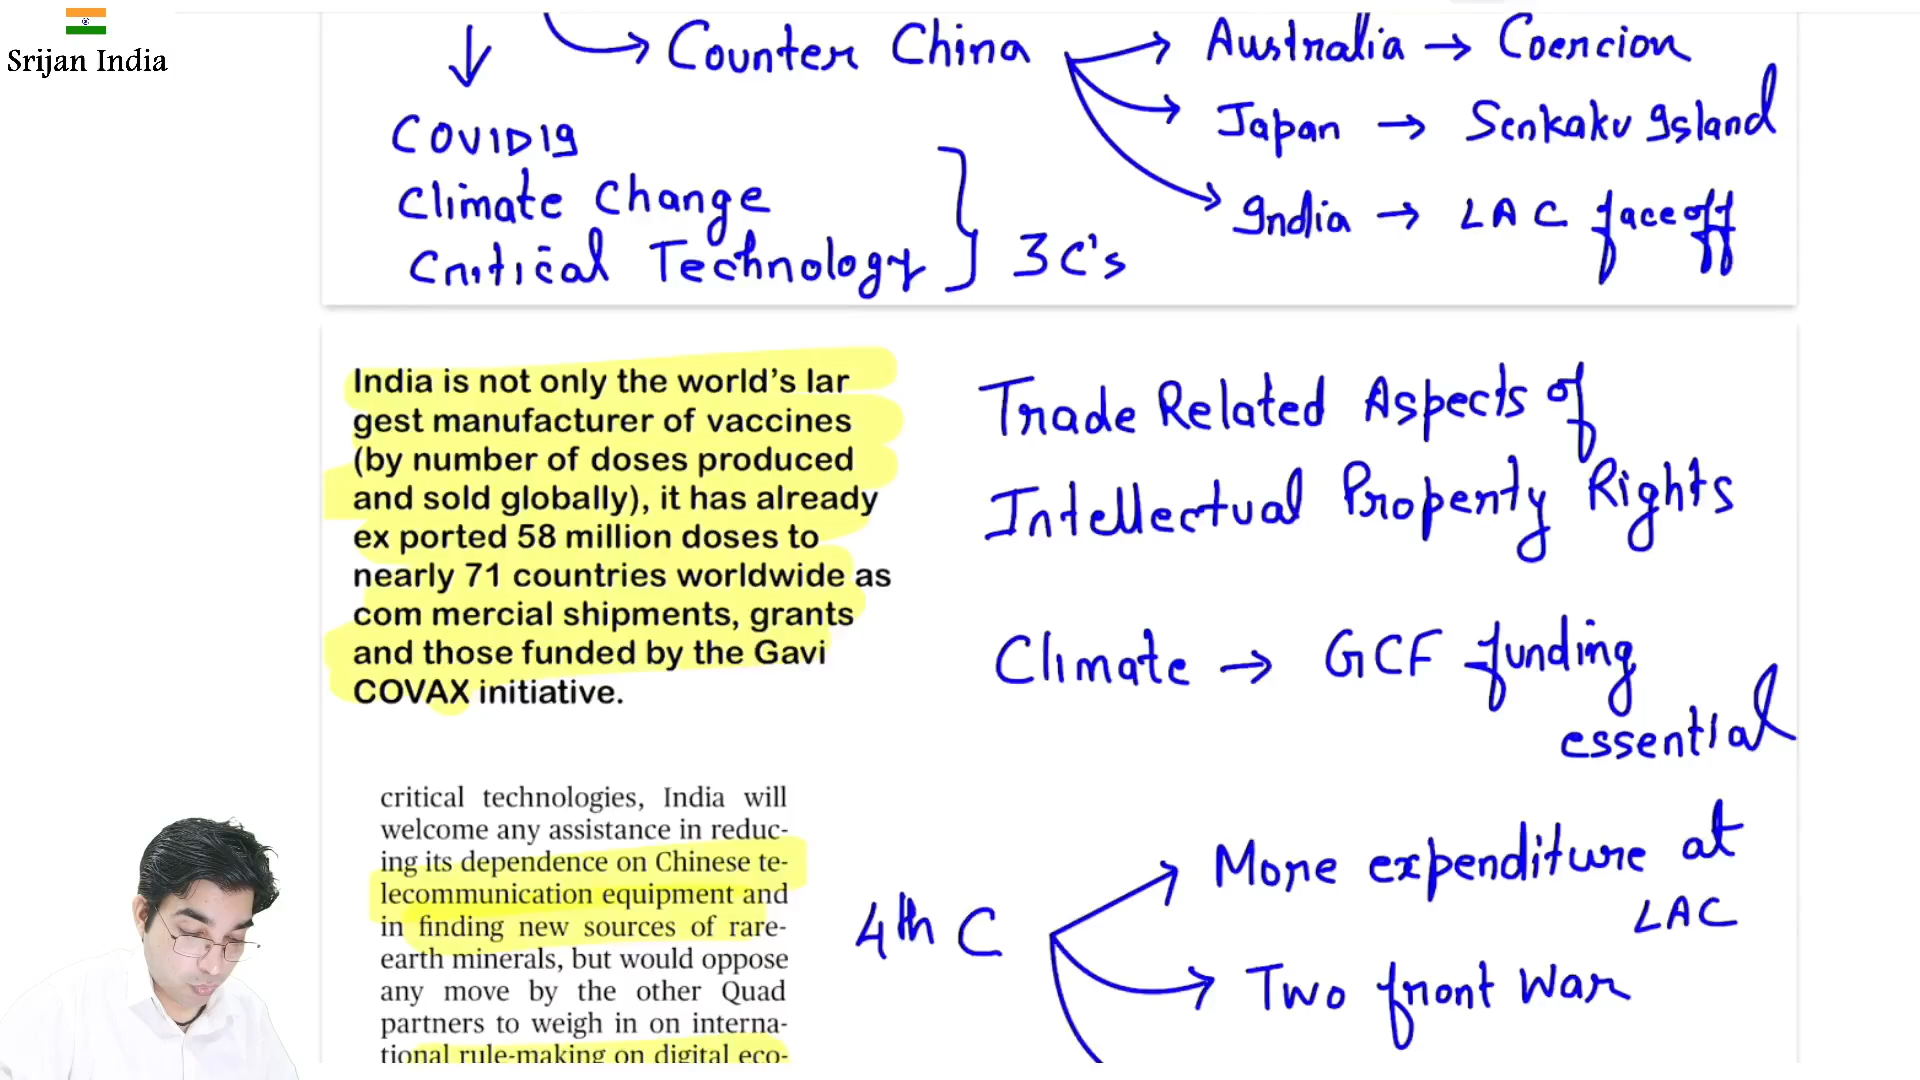 Srijan India
Counter China
Australia → Coercion
Japan → Senkaku Island
India → LAC faceoff
COVID19
Climate Change
Critical Technology
3 C's
India is not only the world's lar
gest manufacturer of vaccines
(by number of doses produced
and sold globally), it has already
ex ported 58 million doses to
nearly 71 countries worldwide as
com mercial shipments, grants
and those funded by the Gavi
COVAX initiative.
Trade Related Aspects of
Intellectual Property Rights
Climate → GCF funding
essential
critical technologies, India will
welcome any assistance in reduc-
ing its dependence on Chinese te-
lecommunication equipment and
in finding new sources of rare-
earth minerals, but would oppose
any move by the other Quad
partners to weigh in on interna-
tional rule-making on digital eco-
4th C
More expenditure at
LAC
Two front War